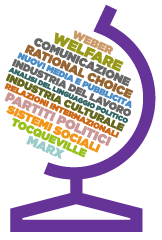 WEBER
WELFARE
COMUNICAZIONE
RATIONAL CHOICE
NUOVI MEDIA E PUBBLICITÀ
INDUSTRIA DEL LAVORO
ANALISI DEL LINGUAGGIO POLITICO
INDUSTRIA CULTURALE
RELAZIONI INTERNAZIONALI
PARTITI POLITICI
SISTEMI SOCIALI
TOCQUEVILLE
MARX